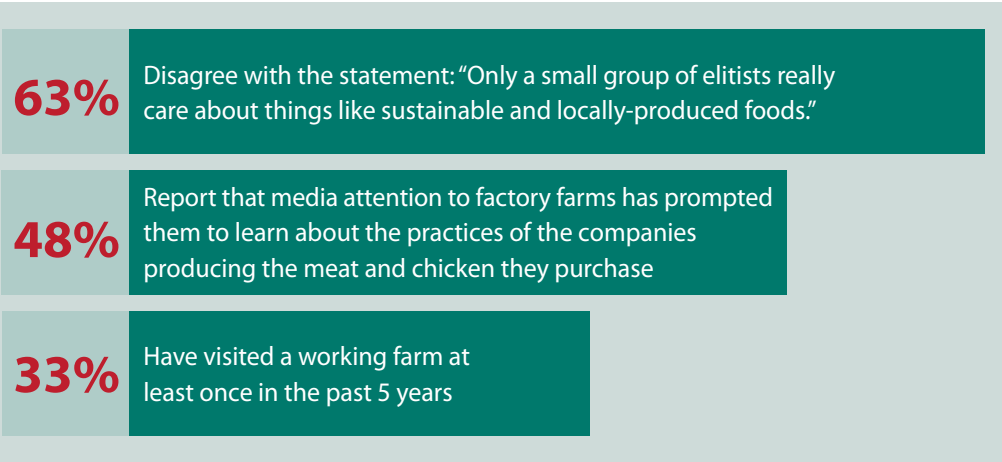 63%
Disagree with the statement: “Only a small group of elitists really
care about things like sustainable and locally-produced foods.”
48%
Report that media attention to factory farms has prompted
them to learn about the practices of the companies
producing the meat and chicken they purchase
33%
Have visited a working farm at
least once in the past 5 years